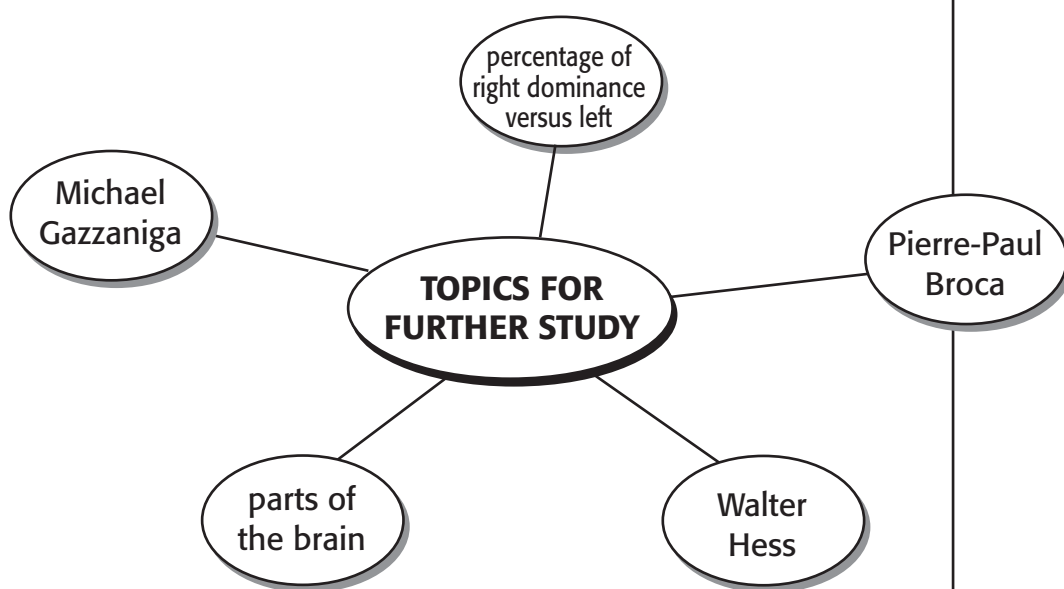 percentage of
right dominance
versus left
Michael
Gazzaniga
Pierre-Paul
Broca
TOPICS FOR
FURTHER STUDY
parts of
the brain
Walter
Hess